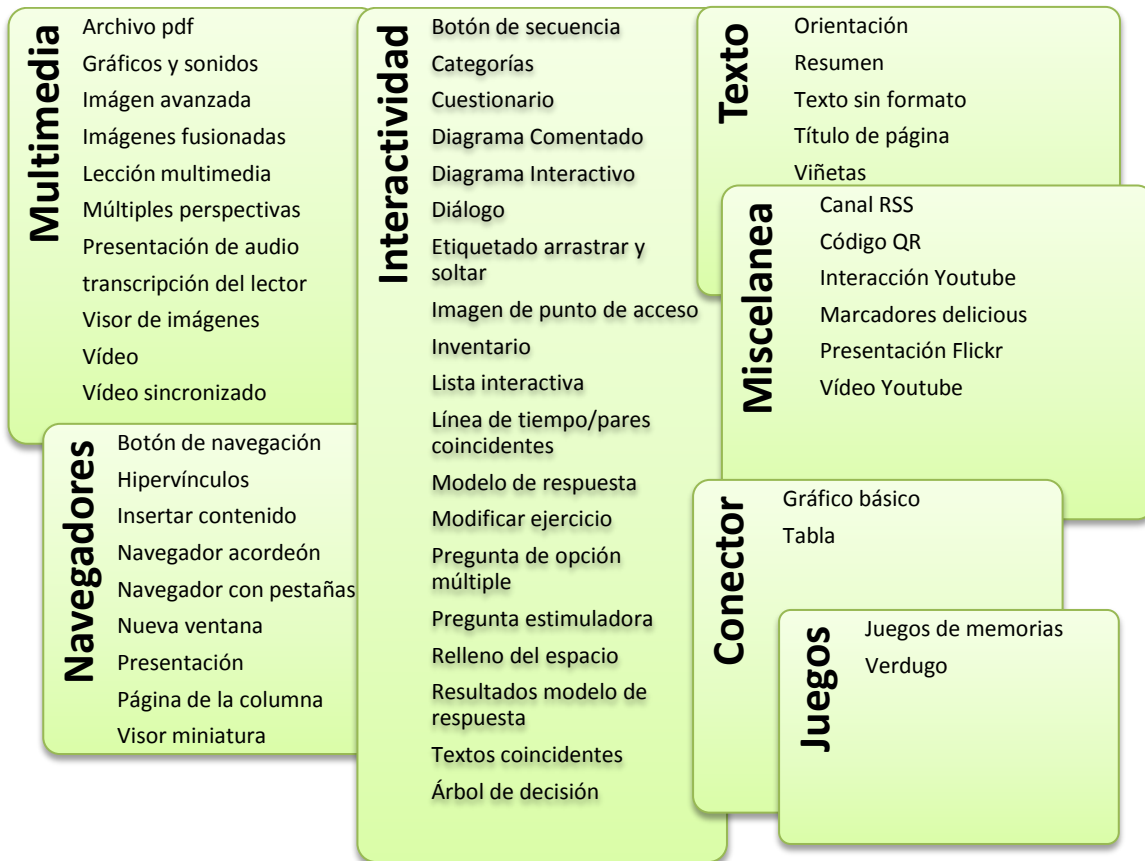 Multimedia
Archivo pdf
Gráficos y sonidos
Imágen avanzada
Imágenes fusionadas
Lección multimedia
Múltiples perspectivas
Presentación de audio
transcripción del lector
Visor de imágenes
Vídeo
Vídeo sincronizado
Navegadores
Botón de navegación
Hipervínculos
Insertar contenido
Navegador acordeón
Navegador con pestañas
Nueva ventana
Presentación
Página de la columna
Visor miniatura
Interactividad
Botón de secuencia
Categorías
Cuestionario
Diagrama Comentado
Diagrama Interactivo
Diálogo
Etiquetado arrastrar y
soltar
Imagen de punto de acceso
Inventario
Lista interactiva
Línea de tiempo/pares
coincidentes
Modelo de respuesta
Modificar ejercicio
Pregunta de opción
múltiple
Pregunta estimuladora
Relleno del espacio
Resultados modelo de
respuesta
Textos coincidentes
Árbol de decisión
Texto
Orientación
Resumen
Texto sin formato
Título de página
Viñetas
Miscelanea
Canal RSS
Código QR
Interacción Youtube
Marcadores delicious
Presentación Flickr
Vídeo Youtube
Conector
Gráfico básico
Tabla
Juegos
Juegos de memorias
Verdugo